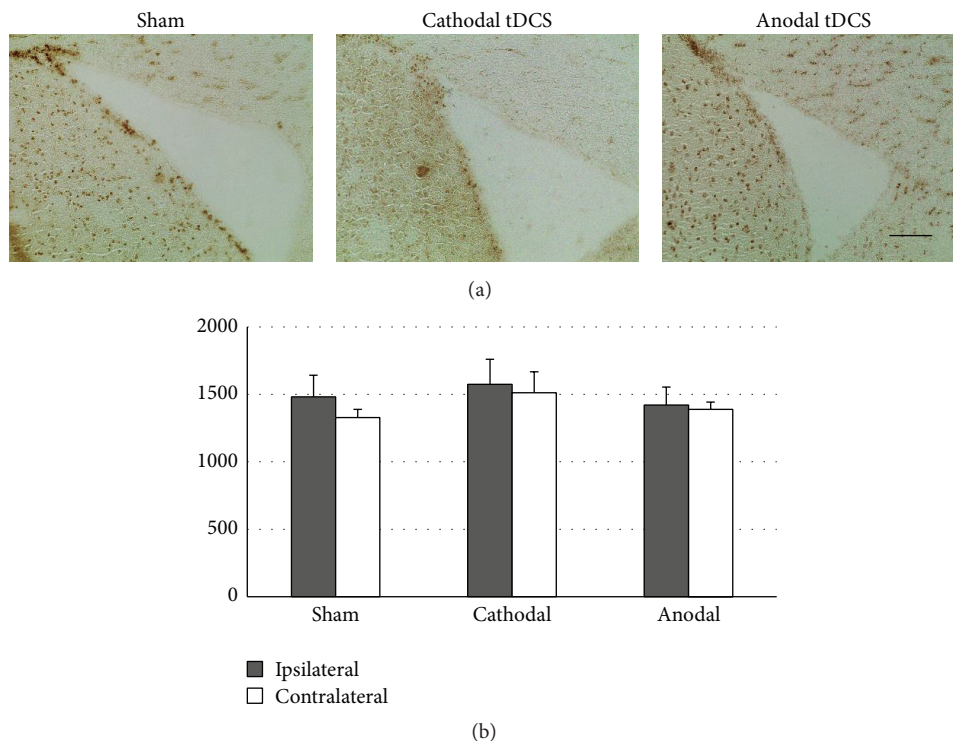 Sham Cathodal tDCS Anodal tDCS
(a)
2000
1500
1000
500
0
Sham Cathodal Anodal
Ipsilateral
Contralateral
(b)